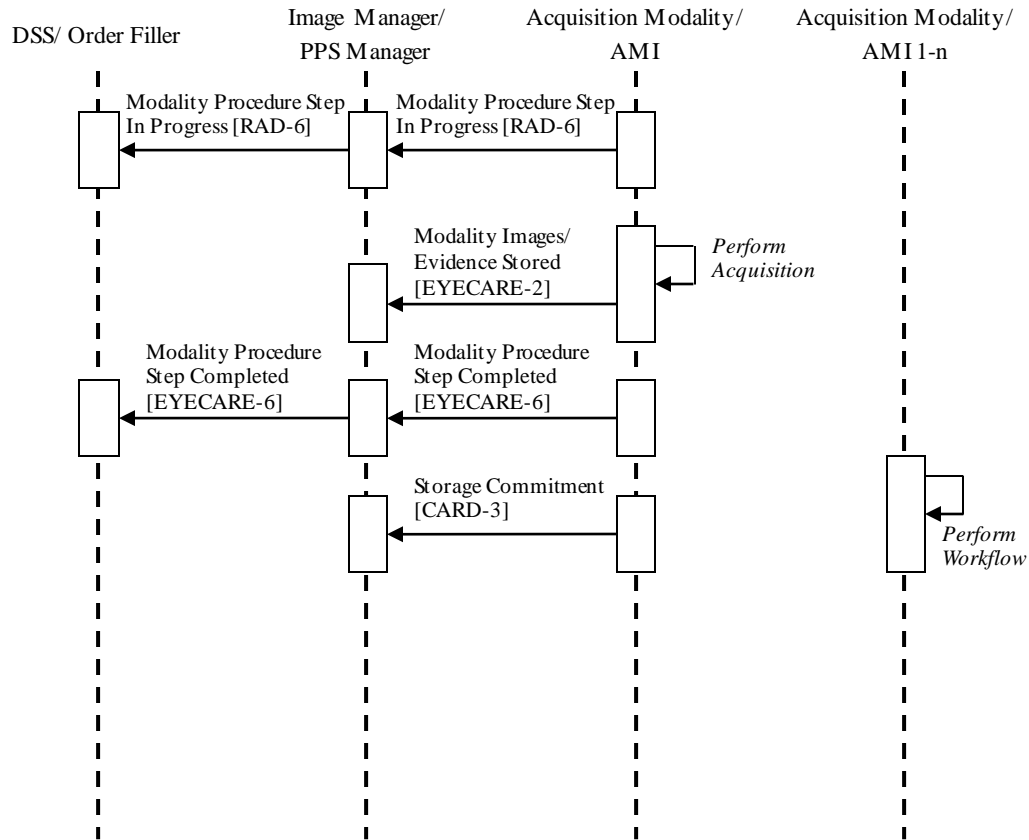 DSS/ Order Filler
Image Manager/
PPS Manager
Acquisition Modality/
AMI
Acquisition Modality/
AMI 1-n
Modality Procedure Step
In Progress [RAD-6]
Modality Procedure Step
In Progress [RAD-6]
Modality Images/
Evidence Stored
[EYECARE-2]
Perform
Acquisition
Modality Procedure
Step Completed
[EYECARE-6]
Modality Procedure
Step Completed
[EYECARE-6]
Storage Commitment
[CARD-3]
Perform
Workflow